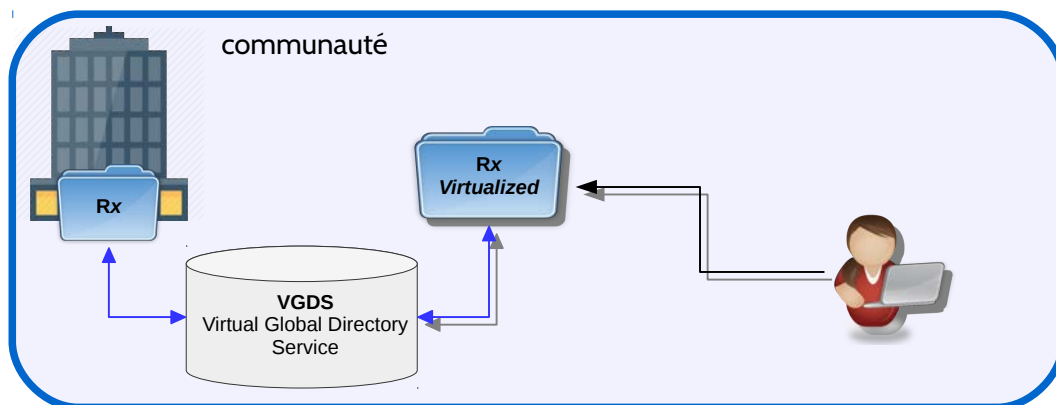 communauté
Rx
Virtualized
Rx
VGDS
Virtual Global Directory
Service